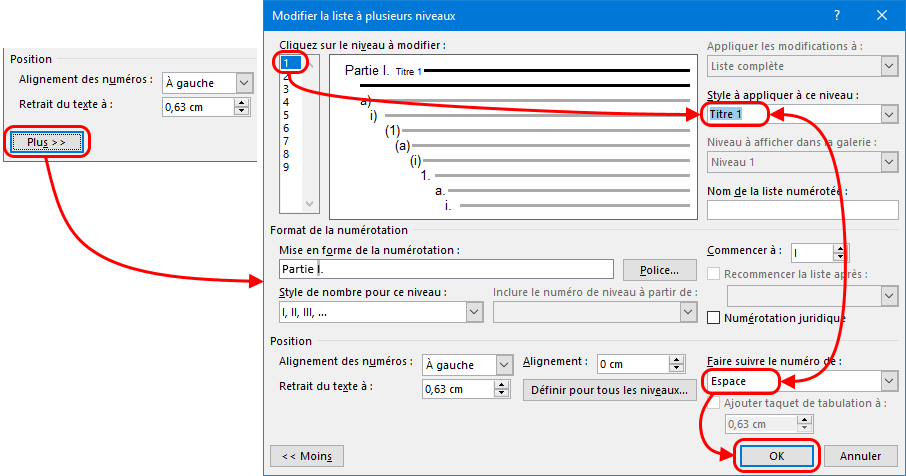 Position
Alignement des numéros :
À gauche
Retrait du texte à :
0,63 cm
Plus >>
Modifier la liste à plusieurs niveaux
?
Cliquez sur le niveau à modifier :
1
2
3
4
5
6
7
8
9
Partie I. Titre 1
a)
i)
(1)
(a)
(i)
1.
a.
i.
Appliquer les modifications à :
Liste complète
Style à appliquer à ce niveau :
Titre 1
Niveau à afficher dans la galerie :
Niveau 1
Nom de la liste numérotée :
Format de la numérotation
Mise en forme de la numérotation :
Partie I.
Police...
Style de nombre pour ce niveau :
I, II, III, ...
Inclure le numéro de niveau à partir de :
Commencer à :
I
Recommencer la liste après :
Numérotation juridique
Position
Alignement des numéros :
À gauche
Alignement :
0 cm
Retrait du texte à :
0,63 cm
Définir pour tous les niveaux...
Faire suivre le numéro de :
Espace
Ajouter taquet de tabulation à :
0,63 cm
<< Moins
OK
Annuler